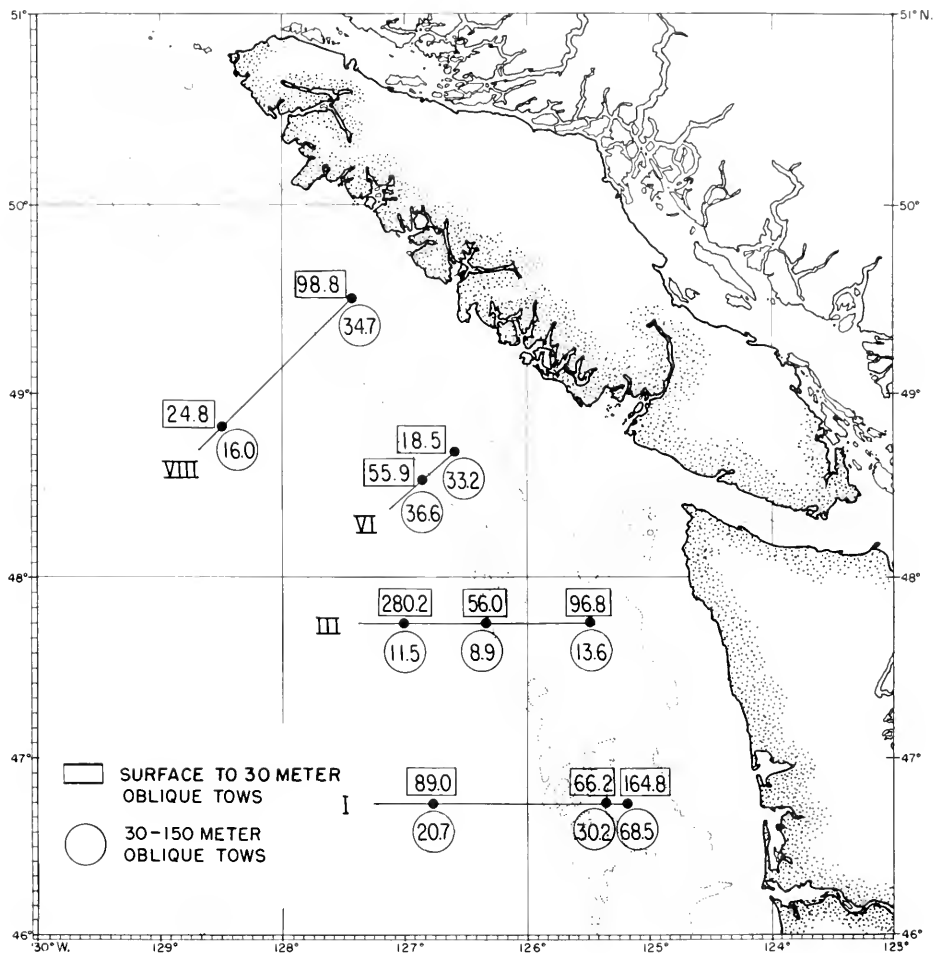 51°
51° N.
50°
50°
98.8
34.7
49°
49°
24.8
16.0
VIII
18.5
55.9
33.2
36.6
VI
48°
48°
280.2 56.0 96.8
III
11.5 8.9 13.6
47°
47°
SURFACE TO 30 METER
OBLIQUE TOWS
30-150 METER
OBLIQUE TOWS
89.0 66.2 164.8
I
20.7 30.2 68.5
46°
46°
130° W. 129° 128° 127° 126° 125° 124° 123°